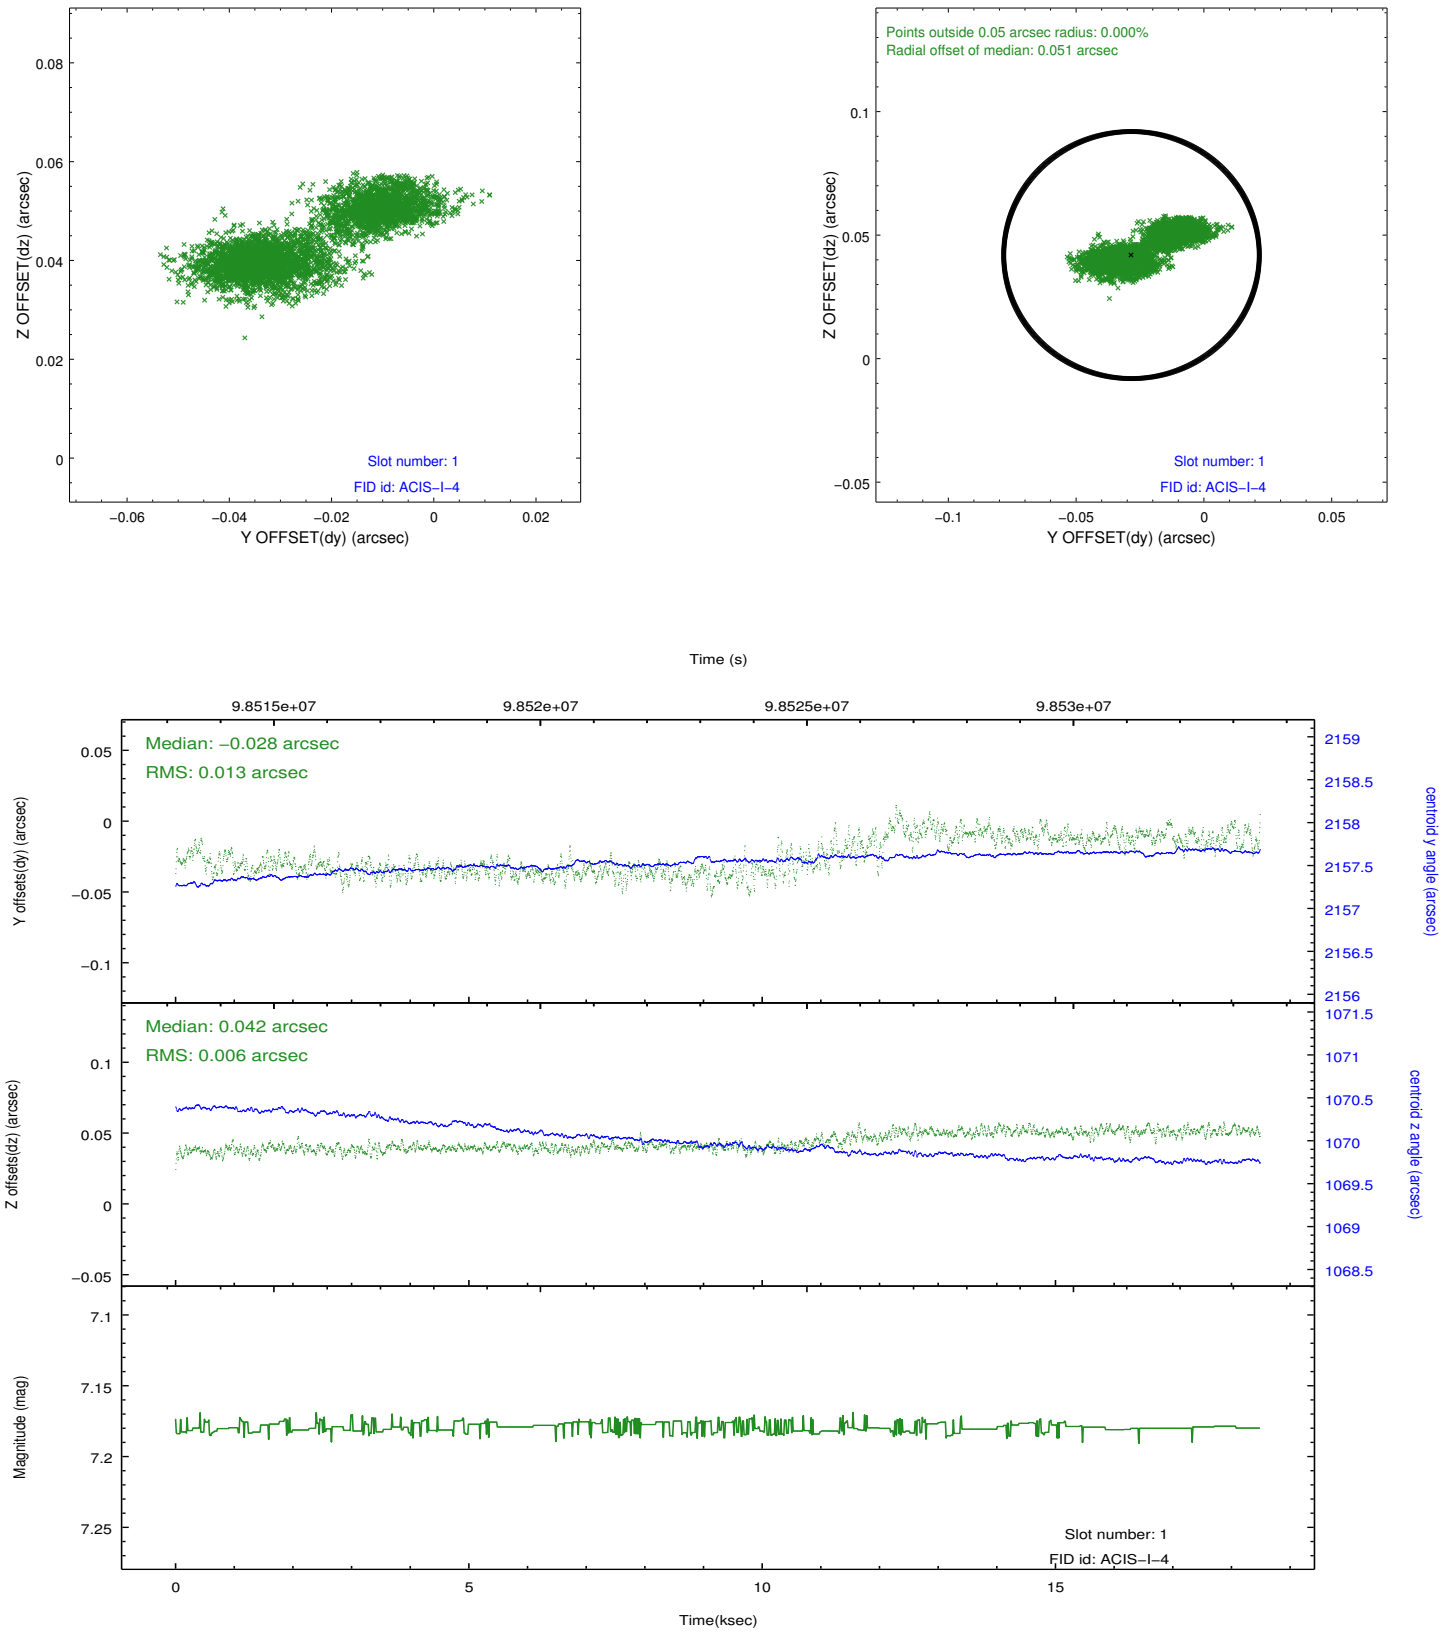 0.08
0.06
0.04
0.02
0
Z OFFSET(dz) (arcsec)
Slot number: 1
FID id: ACIS−I−4
−0.06
−0.04
−0.02
0
0.02
Y OFFSET(dy) (arcsec)
Points outside 0.05 arcsec radius: 0.000%
Radial offset of median: 0.051 arcsec
0.1
0.05
0
−0.05
Z OFFSET(dz) (arcsec)
Slot number: 1
FID id: ACIS−I−4
−0.1
−0.05
0
0.05
Y OFFSET(dy) (arcsec)
Time (s)
9.8515e+07
9.852e+07
9.8525e+07
9.853e+07
Median: −0.028 arcsec
RMS: 0.013 arcsec
0.05
0
−0.05
−0.1
Y offsets(dy) (arcsec)
2159
2158.5
2158
2157.5
2157
2156.5
2156
centroid y angle (arcsec)
Median: 0.042 arcsec
RMS: 0.006 arcsec
0.1
0.05
0
−0.05
Z offsets(dz) (arcsec)
1071.5
1071
1070.5
1070
1069.5
1069
1068.5
centroid z angle (arcsec)
7.1
7.15
7.2
7.25
Magnitude (mag)
Slot number: 1
FID id: ACIS−I−4
0
5
10
15
Time(ksec)